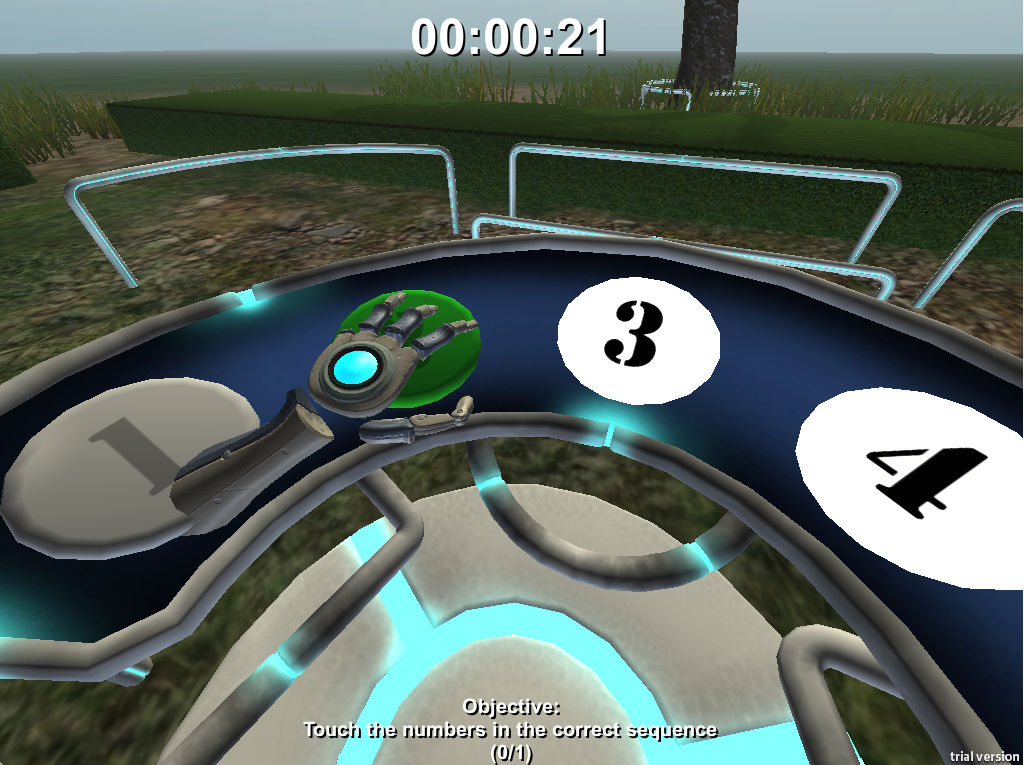 00:00:21
3
1
4
Objective:
Touch the numbers in the correct sequence
(0/1)
trial version